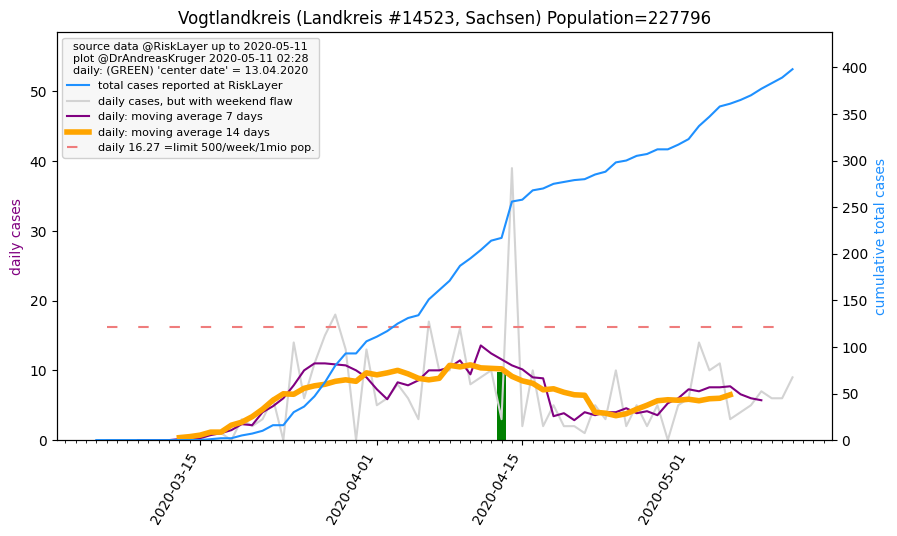 Vogtlandkreis (Landkreis #14523, Sachsen) Population=227796
source data @RiskLayer up to 2020-05-11
plot @DrAndreasKruger 2020-05-11 02:28
daily: (GREEN) 'center date' = 13.04.2020
total cases reported at RiskLayer
daily cases, but with weekend flaw
daily: moving average 7 days
daily: moving average 14 days
daily 16.27 =limit 500/week/1mio pop.
daily cases
0
10
20
30
40
50
cumulative total cases
0
50
100
150
200
250
300
350
400
2020-03-15
2020-04-01
2020-04-15
2020-05-01